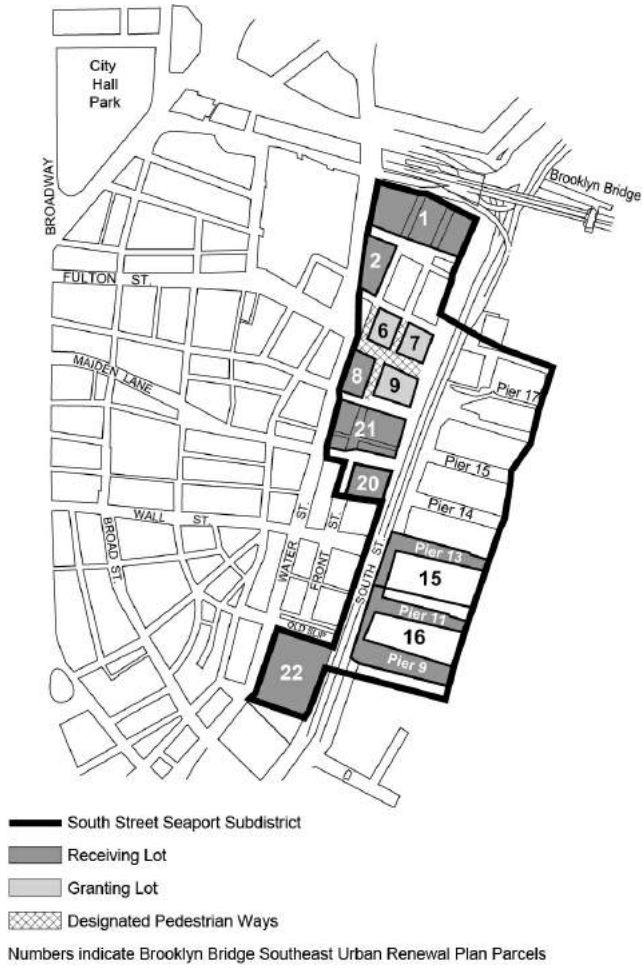 City
Hall
Park
BROADWAY
Brooklyn Bridge
1
2
FULTON ST.
6
7
MAIDEN LANE
8
9
Pier 17
21
Pier 15
20
Pier 14
WALL ST.
BROAD ST.
WATER ST.
FRONT ST.
SOUTH ST.
Pier 13
15
Pier 11
16
OLD SLIP
Pier 9
22
South Street Seaport Subdistrict
Receiving Lot
Granting Lot
Designated Pedestrian Ways
Numbers indicate Brooklyn Bridge Southeast Urban Renewal Plan Parcels